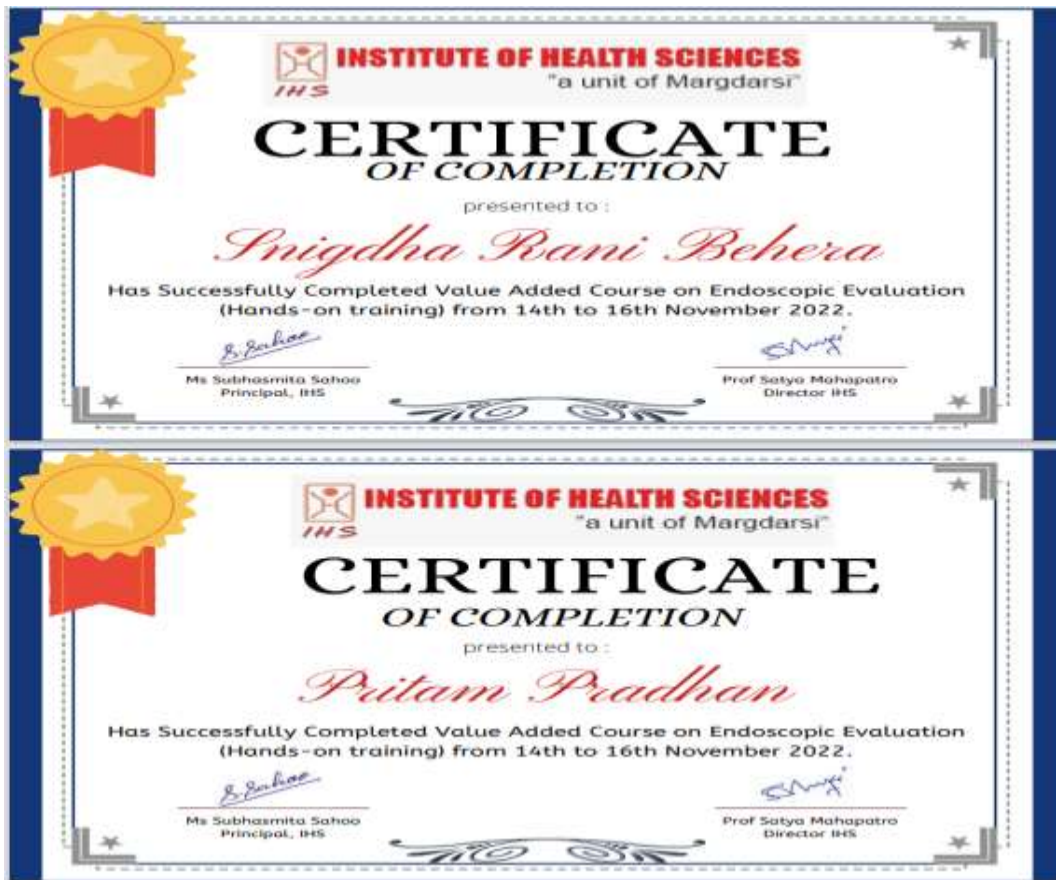 INSTITUTE OF HEALTH SCIENCES
IHS "a unit of Margdarsi"
CERTIFICATE
OF COMPLETION
presented to :
Snigdha Rani Behera
Has Successfully Completed Value Added Course on Endoscopic Evaluation
(Hands-on training) from 14th to 16th November 2022.
S. Sahoo
Ms Subhasmita Sahoo
Principal, IHS
Prof Satya Mahapatro
Director IHS
INSTITUTE OF HEALTH SCIENCES
IHS "a unit of Margdarsi"
CERTIFICATE
OF COMPLETION
presented to :
Pritam Pradhan
Has Successfully Completed Value Added Course on Endoscopic Evaluation
(Hands-on training) from 14th to 16th November 2022.
S. Sahoo
Ms Subhasmita Sahoo
Principal, IHS
Prof Satya Mahapatro
Director IHS